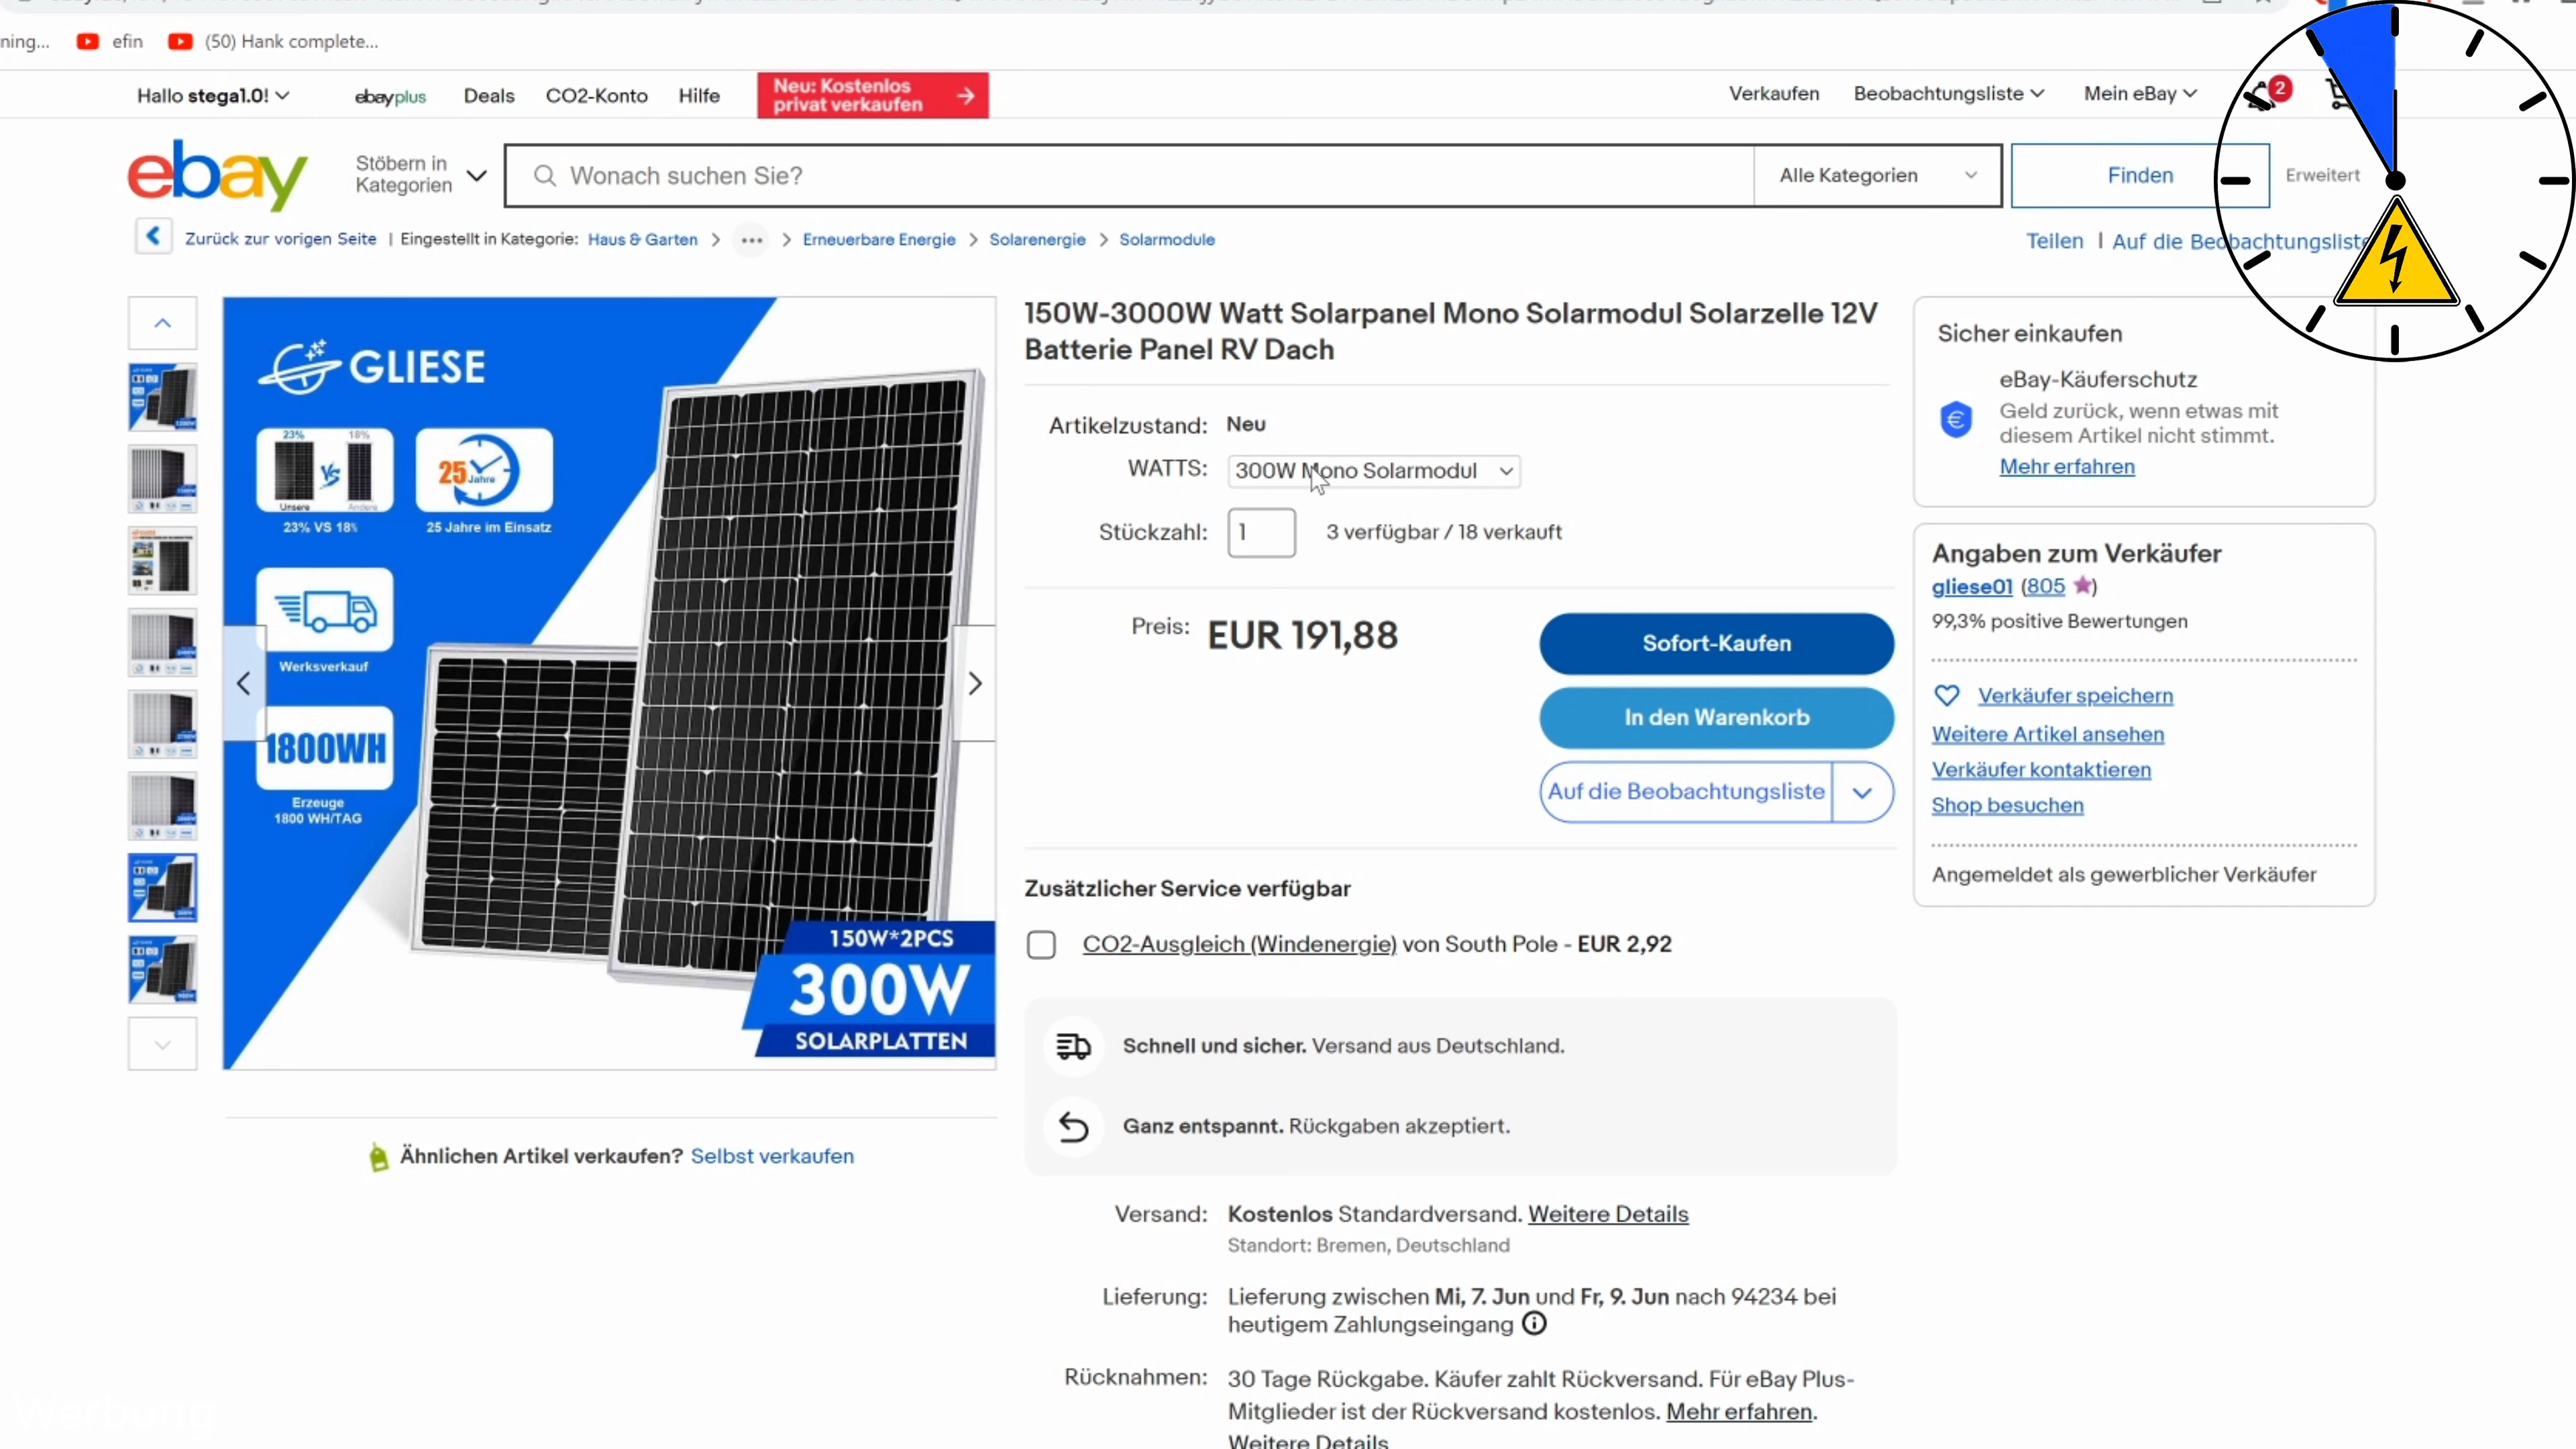 ning...
efin
(50) Hank complete...
Hallo stega1.0!
ebayplus
Deals
CO2-Konto
Hilfe
Neu: Kostenlos
privat verkaufen
Verkaufen
Beobachtungsliste
Mein eBay
2
ebay
Stöbern in
Kategorien
Wonach suchen Sie?
Alle Kategorien
Finden
Erweitert
Zurück zur vorigen Seite | Eingestellt in Kategorie: Haus & Garten > ... > Erneuerbare Energie > Solarenergie > Solarmodule
Teilen | Auf die Beobachtungsliste
GLIESE
23%
18%
VS
Unsere
Andere
23% VS 18%
25 Jahre
25 Jahre im Einsatz
Werksverkauf
1800WH
Erzeuge
1800 WH/TAG
150W*2PCS
300W
SOLARPLATTEN
Ähnlichen Artikel verkaufen? Selbst verkaufen
150W-3000W Watt Solarpanel Mono Solarmodul Solarzelle 12V
Batterie Panel RV Dach
Artikelzustand: Neu
WATTS: 300W Mono Solarmodul
Stückzahl: 1 3 verfügbar / 18 verkauft
Preis: EUR 191,88
Sofort-Kaufen
In den Warenkorb
Auf die Beobachtungsliste
Zusätzlicher Service verfügbar
CO2-Ausgleich (Windenergie) von South Pole - EUR 2,92
Schnell und sicher. Versand aus Deutschland.
Ganz entspannt. Rückgaben akzeptiert.
Versand: Kostenlos Standardversand. Weitere Details
Standort: Bremen, Deutschland
Lieferung: Lieferung zwischen Mi, 7. Jun und Fr, 9. Jun nach 94234 bei
heutigem Zahlungseingang
Rücknahmen: 30 Tage Rückgabe. Käufer zahlt Rückversand. Für eBay Plus-
Mitglieder ist der Rückversand kostenlos. Mehr erfahren.
Weitere Details
Sicher einkaufen
eBay-Käuferschutz
Geld zurück, wenn etwas mit
diesem Artikel nicht stimmt.
Mehr erfahren
Angaben zum Verkäufer
gliese01 (805)
99,3% positive Bewertungen
Verkäufer speichern
Weitere Artikel ansehen
Verkäufer kontaktieren
Shop besuchen
Angemeldet als gewerblicher Verkäufer
Werbung